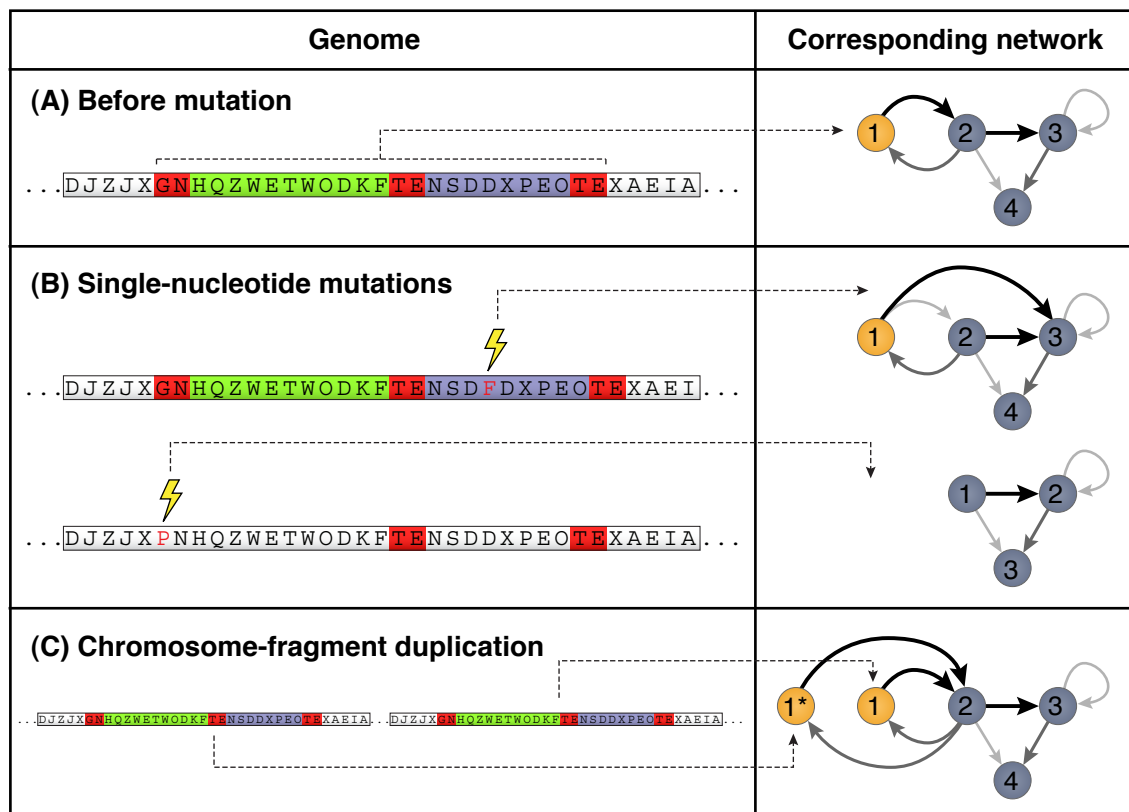 Genome
Corresponding network
(A) Before mutation
...DJZJXGNHQZWETWODKFTENSDDXPEOTEXAEIA...
1
2
3
4
(B) Single-nucleotide mutations
...DJZJXGNHQZWETWODKFTENSDFDXPEOTEXAEI...
1
2
3
4
...DJZJXPNHQZWETWODKFTENSDDXPEOTEXAEIA...
1
2
3
(C) Chromosome-fragment duplication
...DJZJXGNHQZWETWODKFTENSDDXPEOTEXAEIA...DJZJXGNHQZWETWODKFTENSDDXPEOTEXAEIA...
1*
1
2
3
4